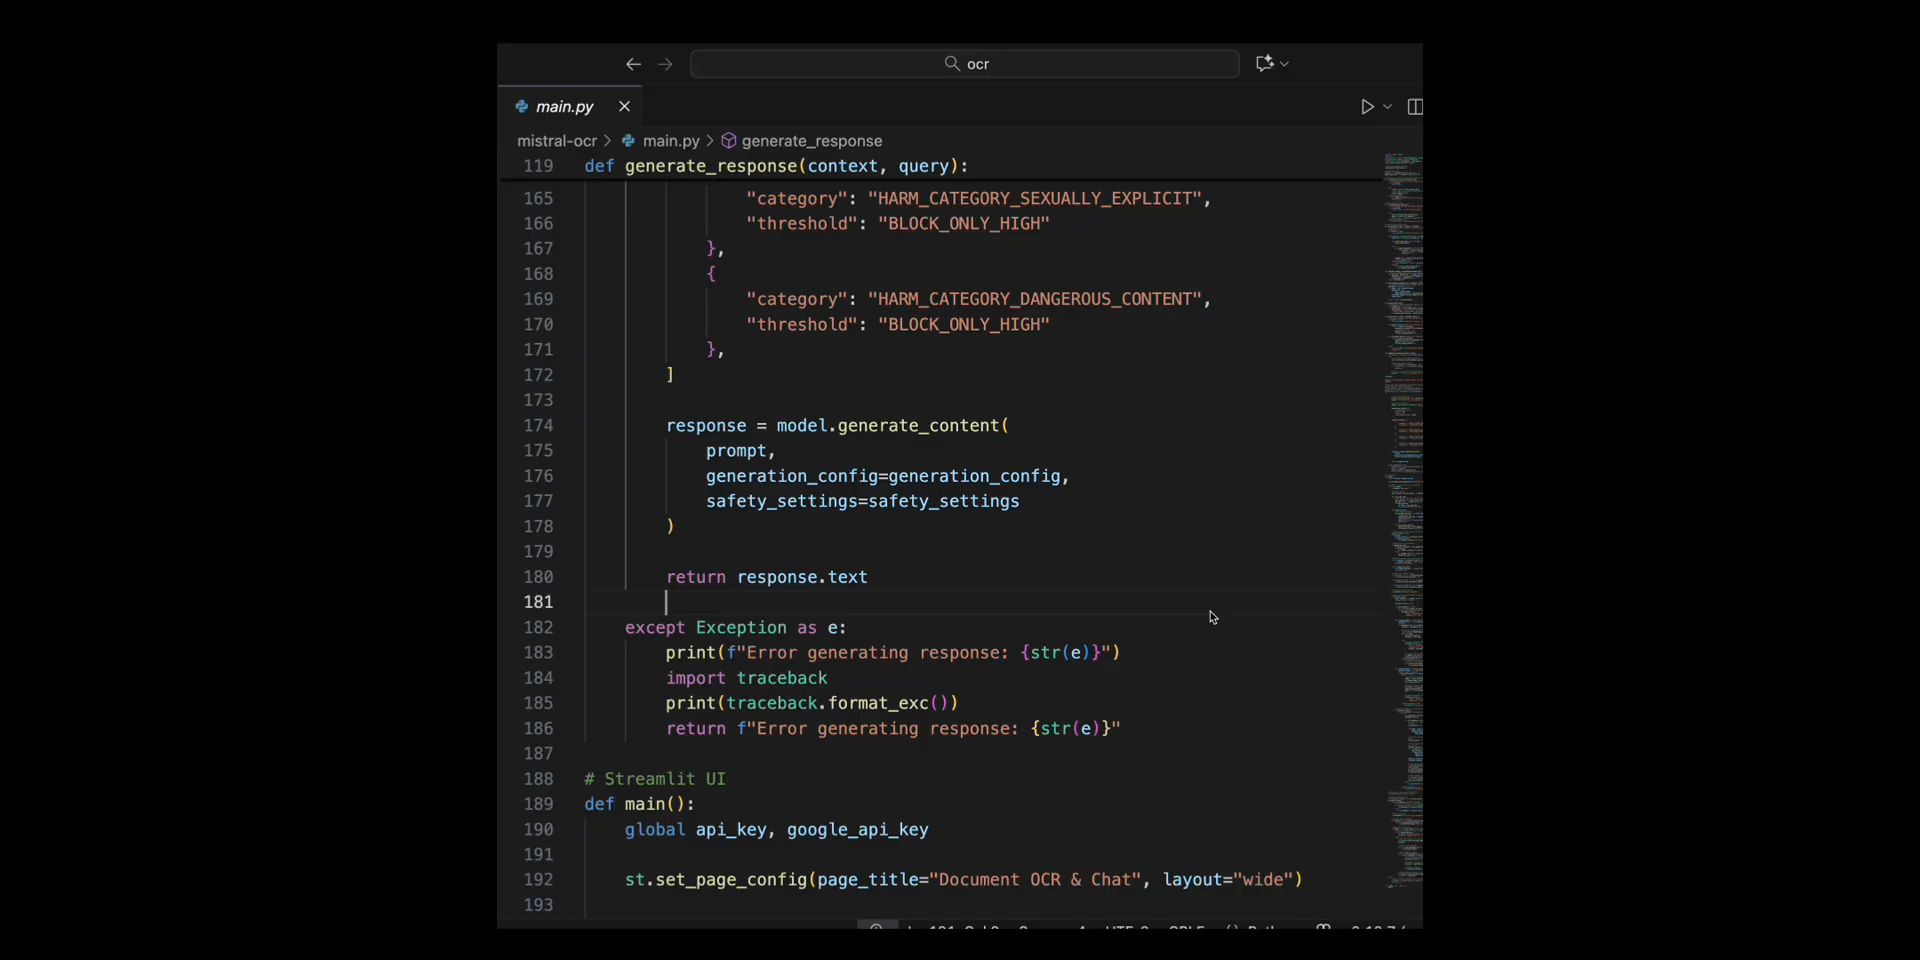 ocr
main.py
mistral-ocr > main.py > generate_response
119 def generate_response(context, query):
165 "category": "HARM_CATEGORY_SEXUALLY_EXPLICIT",
166 "threshold": "BLOCK_ONLY_HIGH"
167 },
168 {
169 "category": "HARM_CATEGORY_DANGEROUS_CONTENT",
170 "threshold": "BLOCK_ONLY_HIGH"
171 },
172 ]
173
174 response = model.generate_content(
175 prompt,
176 generation_config=generation_config,
177 safety_settings=safety_settings
178 )
179
180 return response.text
181
182 except Exception as e:
183 print(f"Error generating response: {str(e)}")
184 import traceback
185 print(traceback.format_exc())
186 return f"Error generating response: {str(e)}"
187
188 # Streamlit UI
189 def main():
190 global api_key, google_api_key
191
192 st.set_page_config(page_title="Document OCR & Chat", layout="wide")
193